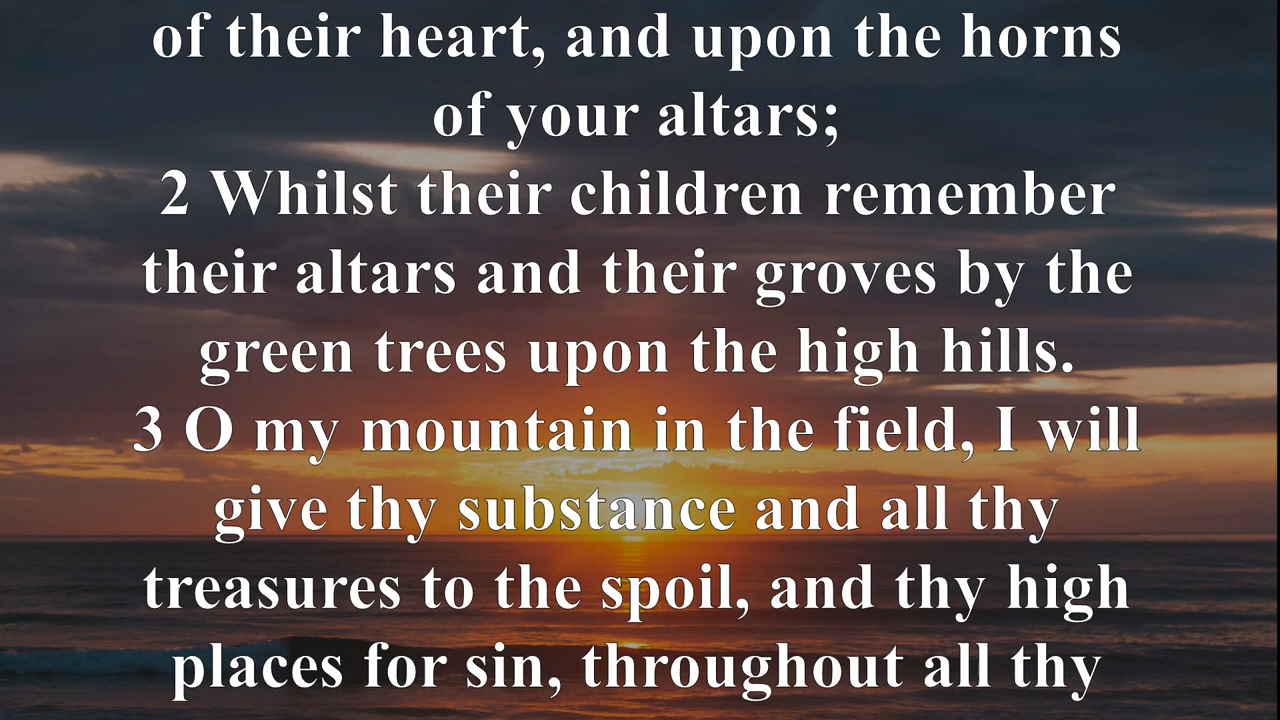 of their heart, and upon the horns
of your altars;
2 Whilst their children remember
their altars and their groves by the
green trees upon the high hills.
3 O my mountain in the field, I will
give thy substance and all thy
treasures to the spoil, and thy high
places for sin, throughout all thy